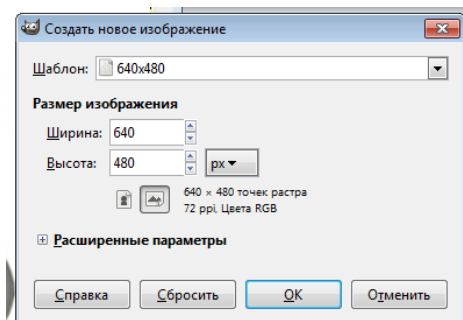 Создать новое изображение
Шаблон: 640x480
Размер изображения
Ширина: 640
Высота: 480 px
640 × 480 точек растра
72 ppi, Цвета RGB
Расширенные параметры
Справка Сбросить OK Отменить